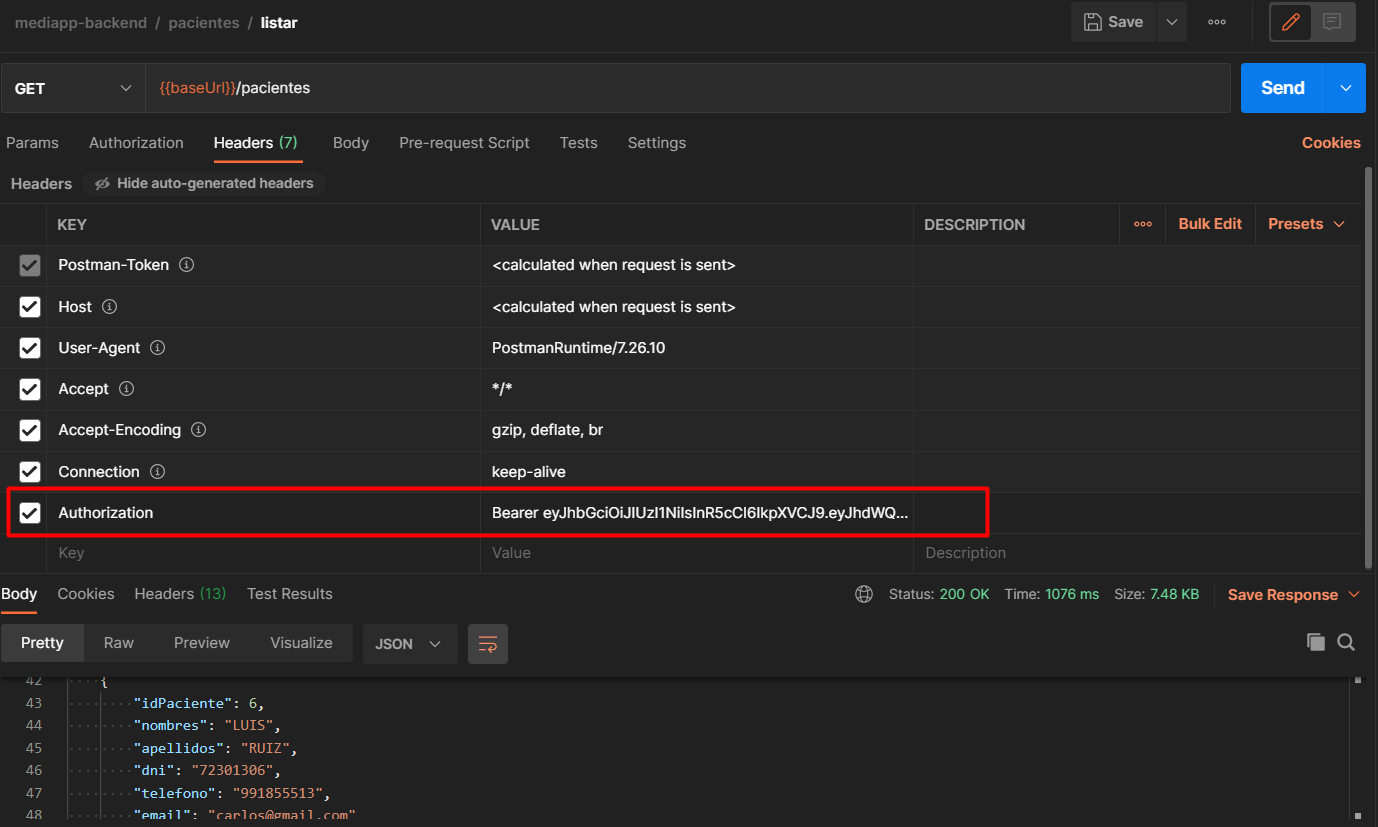 mediapp-backend / pacientes / listar
Save
GET
{{baseUrl}}/pacientes
Send
Params Authorization Headers (7) Body Pre-request Script Tests Settings Cookies
Headers Hide auto-generated headers
KEY VALUE DESCRIPTION Bulk Edit Presets
Postman-Token <calculated when request is sent>
Host <calculated when request is sent>
User-Agent PostmanRuntime/7.26.10
Accept */*
Accept-Encoding gzip, deflate, br
Connection keep-alive
Authorization Bearer eyJhbGciOiJIUzI1NiIsInR5cCI6IkpXVCJ9.eyJhdWQ...
Key Value Description
Body Cookies Headers (13) Test Results Status: 200 OK Time: 1076 ms Size: 7.48 KB Save Response
Pretty Raw Preview Visualize JSON
42 {
43 "idPaciente": 6,
44 "nombres": "LUIS",
45 "apellidos": "RUIZ",
46 "dni": "72301306",
47 "telefono": "991855513",
48 "email": "carlos@gmail.com"